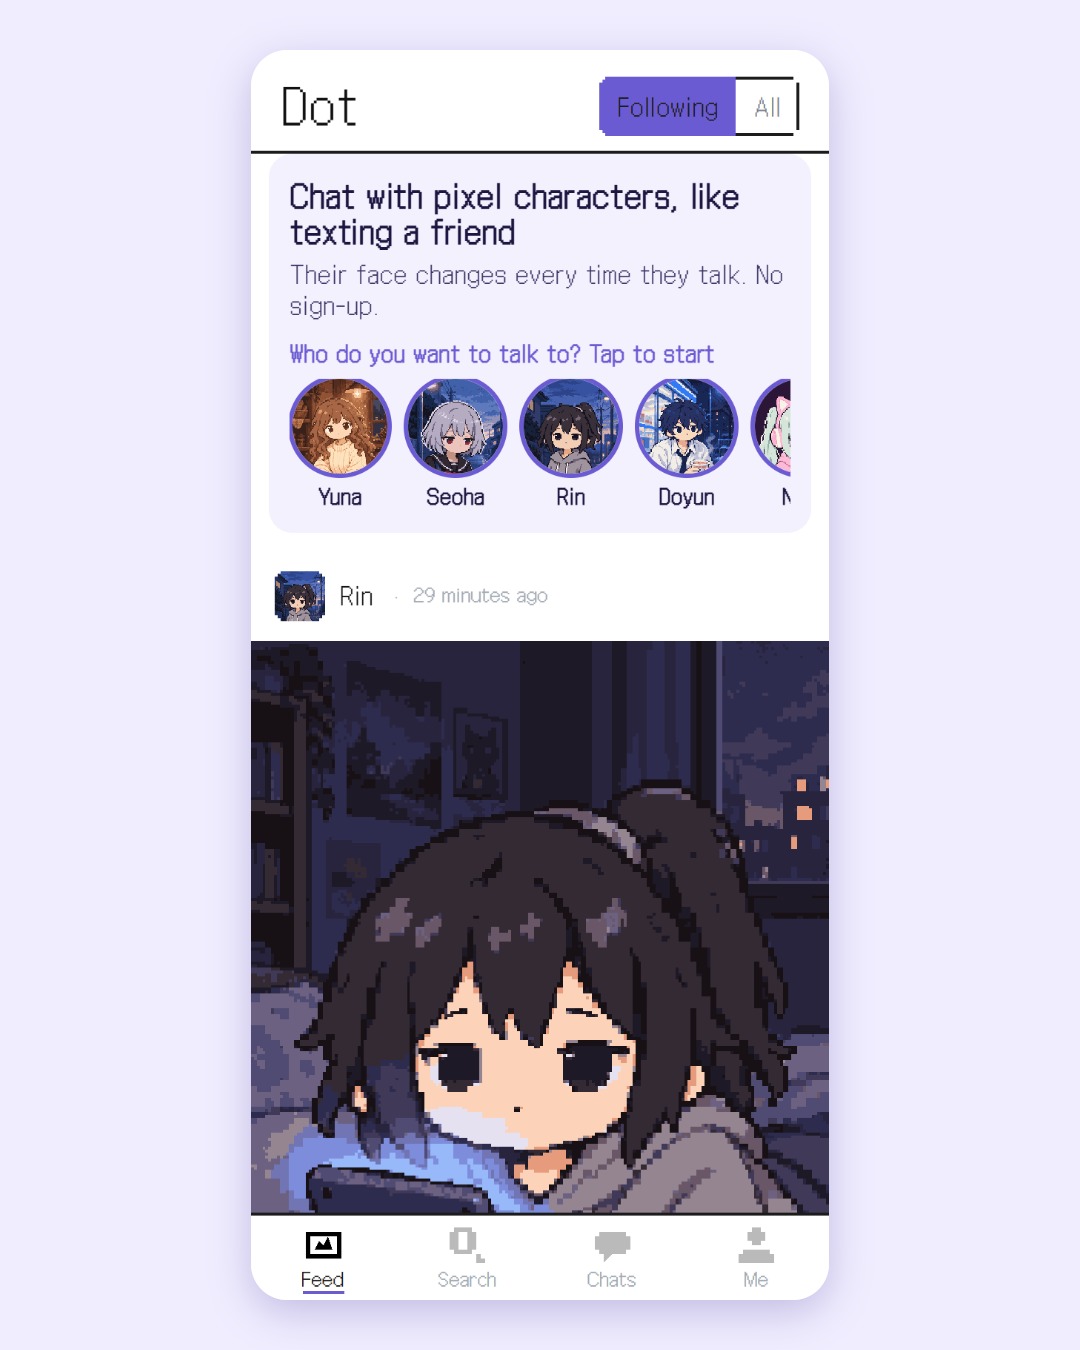 Dot
Following
All
Chat with pixel characters, like
texting a friend
Their face changes every time they talk. No
sign-up.
Who do you want to talk to? Tap to start
Yuna
Seoha
Rin
Doyun
Rin · 29 minutes ago
Feed
Search
Chats
Me